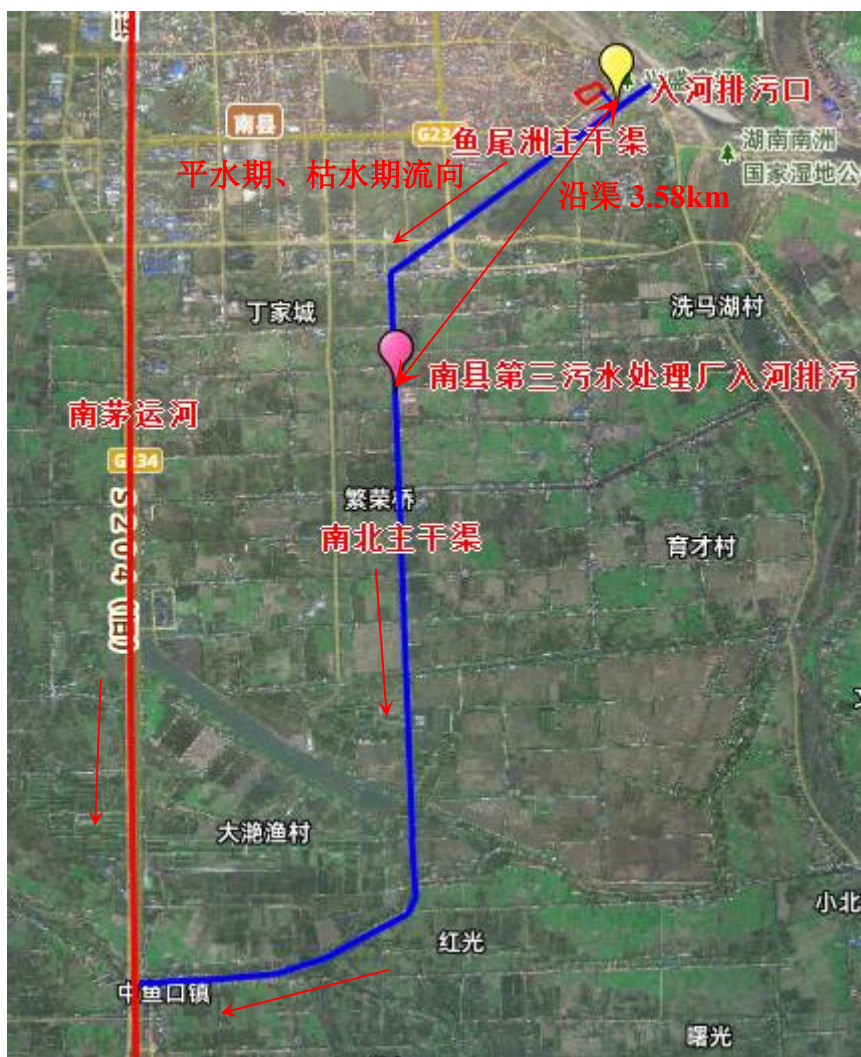 南县
G234
入河排污口
鱼尾洲主干渠
湖南南洲
国家湿地公
平水期、枯水期流向
沿渠 3.58km
丁家城
洗马湖村
南县第三污水处理厂入河排污
南茅运河
G234
S204(旧)
繁荣桥
南北主干渠
育才村
大滟渔村
小北
红光
中鱼口镇
曙光